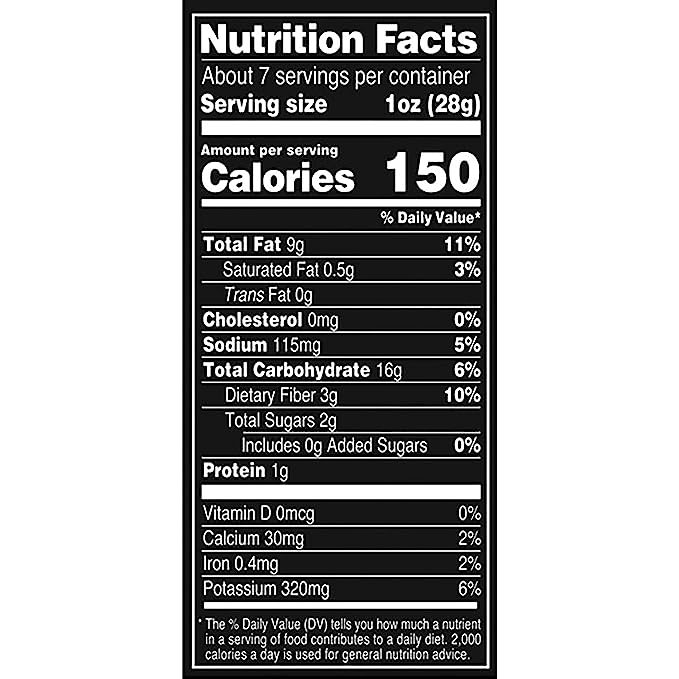 Nutrition Facts
About 7 servings per container
Serving size 1oz (28g)
Amount per serving
Calories 150
% Daily Value*
Total Fat 9g 11%
Saturated Fat 0.5g 3%
Trans Fat 0g
Cholesterol 0mg 0%
Sodium 115mg 5%
Total Carbohydrate 16g 6%
Dietary Fiber 3g 10%
Total Sugars 2g
Includes 0g Added Sugars 0%
Protein 1g
Vitamin D 0mcg 0%
Calcium 30mg 2%
Iron 0.4mg 2%
Potassium 320mg 6%
* The % Daily Value (DV) tells you how much a nutrient
in a serving of food contributes to a daily diet. 2,000
calories a day is used for general nutrition advice.